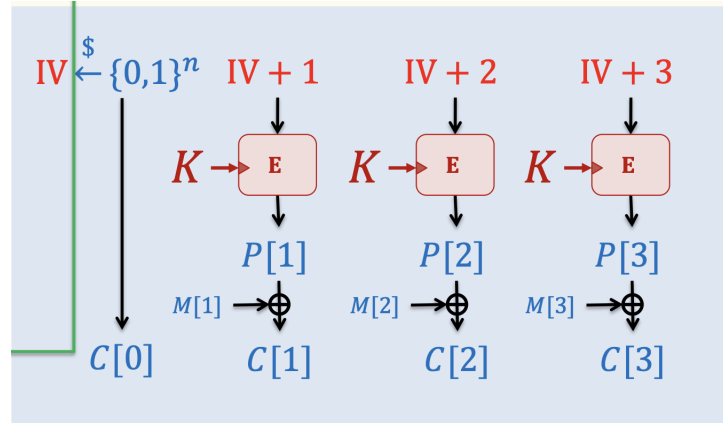 IV ←$ {0,1}ⁿ IV + 1 IV + 2 IV + 3
K E K E K E
P[1] P[2] P[3]
M[1] ⊕ M[2] ⊕ M[3] ⊕
C[0] C[1] C[2] C[3]